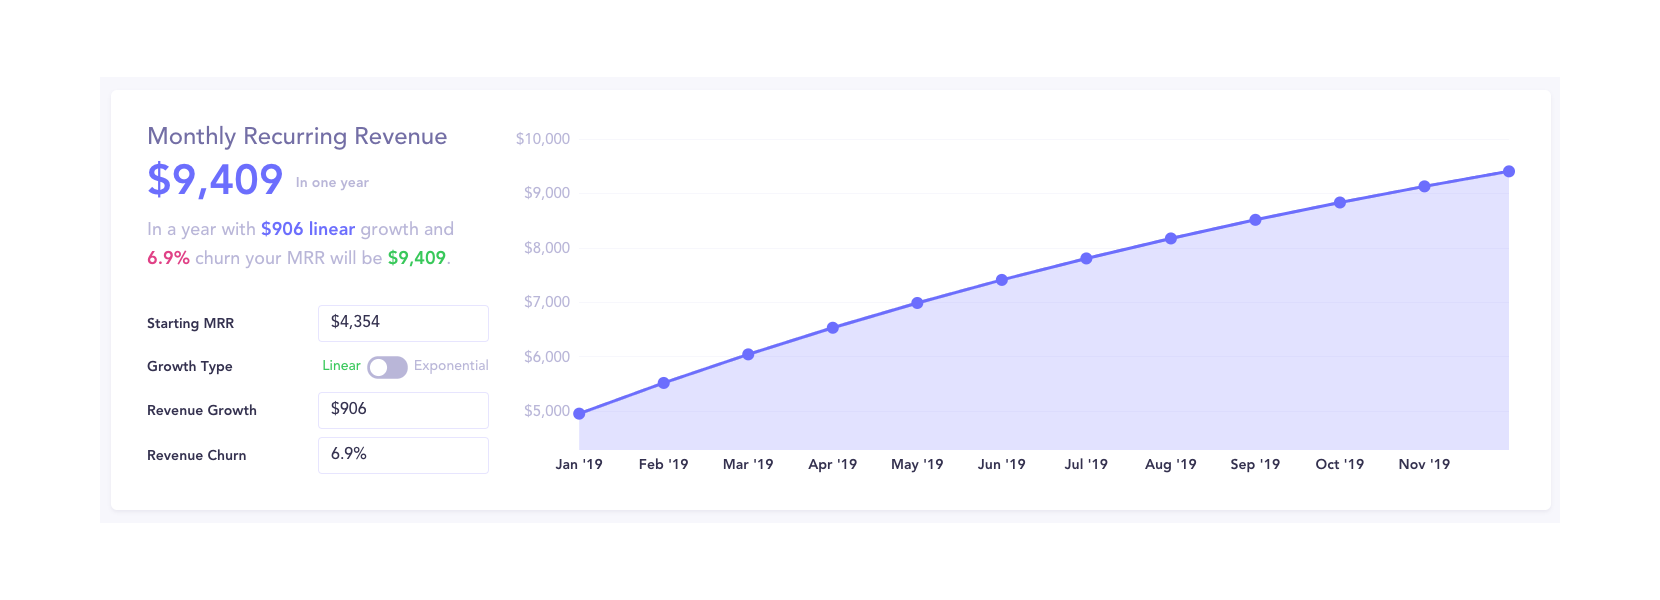 Monthly Recurring Revenue
$9,409 In one year
In a year with $906 linear growth and
6.9% churn your MRR will be $9,409.
Starting MRR $4,354
Growth Type Linear Exponential
Revenue Growth $906
Revenue Churn 6.9%
$10,000
$9,000
$8,000
$7,000
$6,000
$5,000
Jan '19 Feb '19 Mar '19 Apr '19 May '19 Jun '19 Jul '19 Aug '19 Sep '19 Oct '19 Nov '19